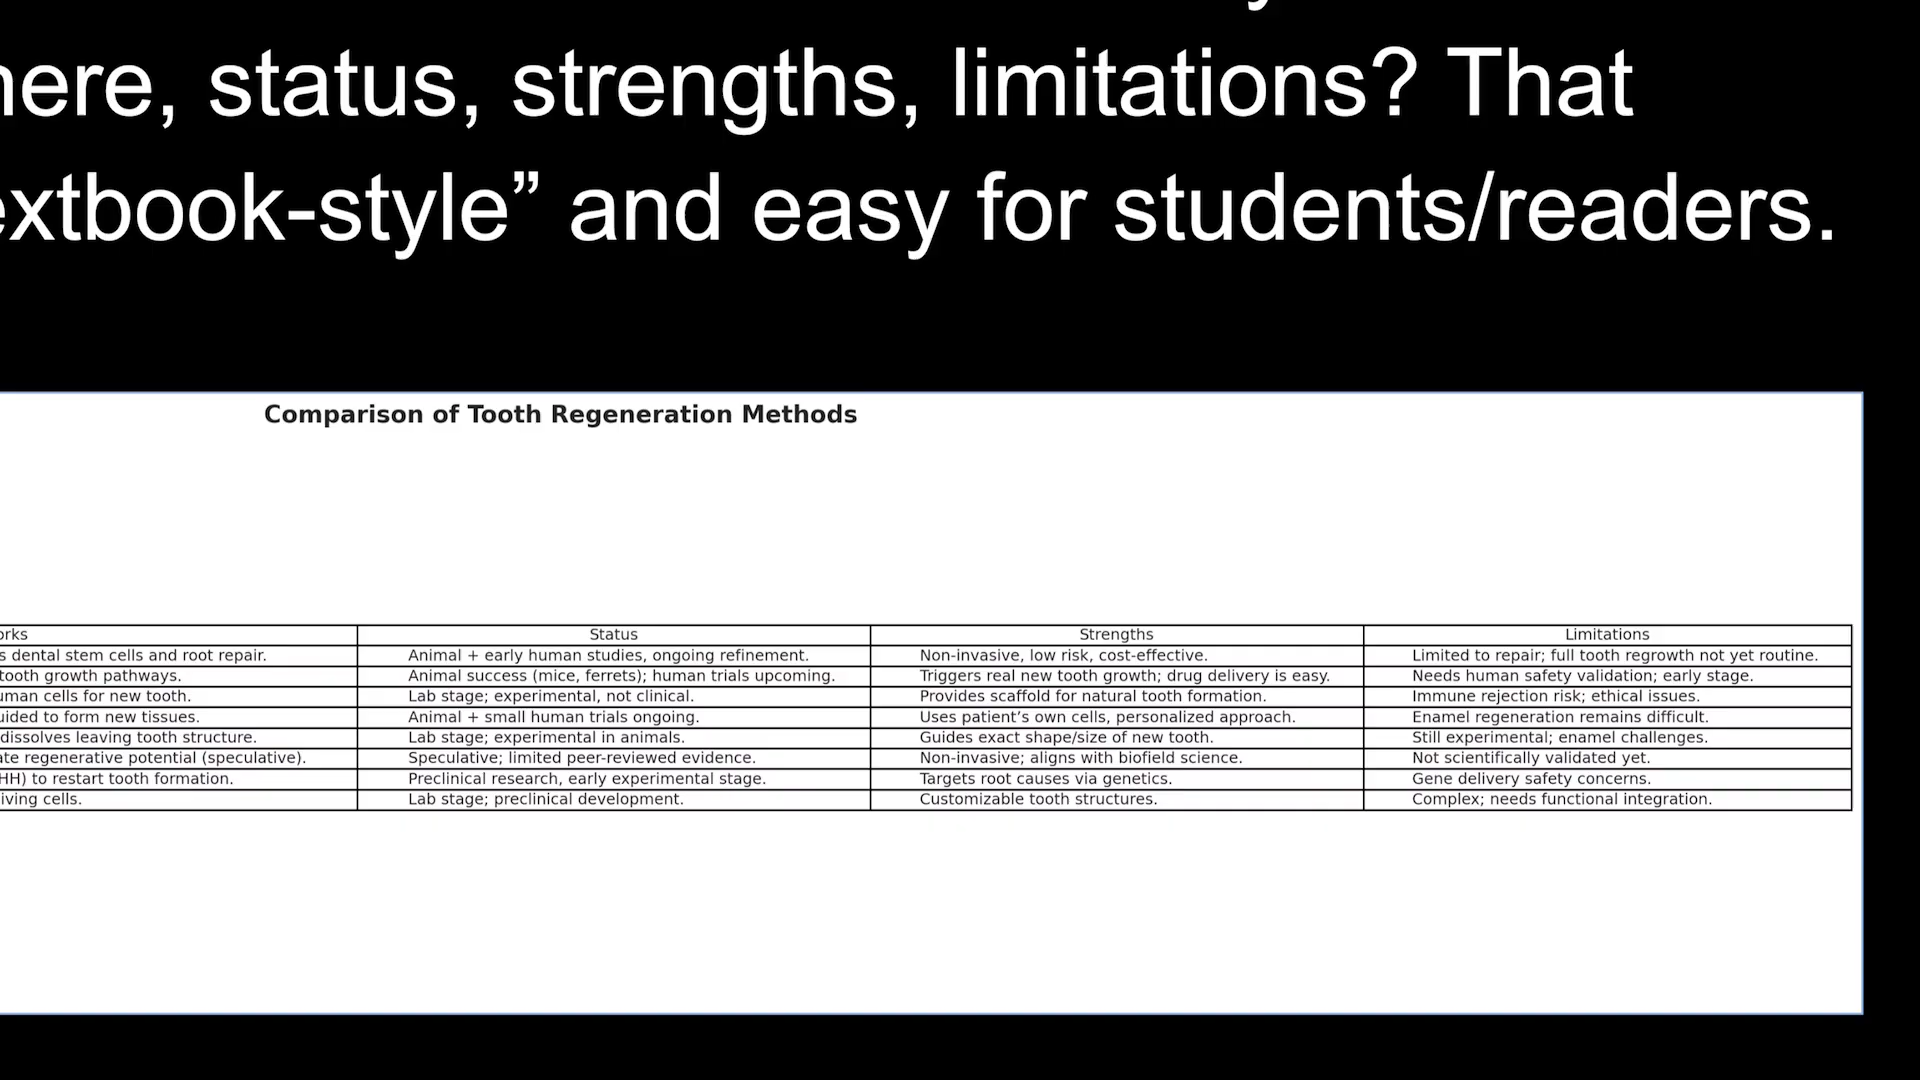 here, status, strengths, limitations? That
extbook-style” and easy for students/readers.
Comparison of Tooth Regeneration Methods
orks Status Strengths Limitations
s dental stem cells and root repair. Animal + early human studies, ongoing refinement. Non-invasive, low risk, cost-effective. Limited to repair; full tooth regrowth not yet routine.
tooth growth pathways. Animal success (mice, ferrets); human trials upcoming. Triggers real new tooth growth; drug delivery is easy. Needs human safety validation; early stage.
uman cells for new tooth. Lab stage; experimental, not clinical. Provides scaffold for natural tooth formation. Immune rejection risk; ethical issues.
uided to form new tissues. Animal + small human trials ongoing. Uses patient’s own cells, personalized approach. Enamel regeneration remains difficult.
dissolves leaving tooth structure. Lab stage; experimental in animals. Guides exact shape/size of new tooth. Still experimental; enamel challenges.
ate regenerative potential (speculative). Speculative; limited peer-reviewed evidence. Non-invasive; aligns with biofield science. Not scientifically validated yet.
HH) to restart tooth formation. Preclinical research, early experimental stage. Targets root causes via genetics. Gene delivery safety concerns.
iving cells. Lab stage; preclinical development. Customizable tooth structures. Complex; needs functional integration.